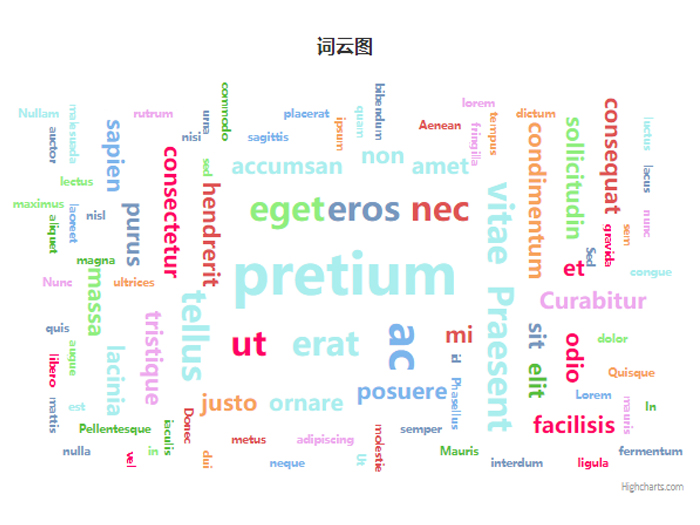 词云图
Nullam
malesuada
auctor
sapien
rutrum
urna
commodo
nisi
sagittis
placerat
ipsum
quam
bibendum
lorem
Aenean
fringilla
tempus
dictum
condimentum
sollicitudin
consequat
luctus
lacus
lectus
consectetur
sed
accumsan
non
amet
maximus
aliquet
laoreet
nisl
purus
hendrerit
eget
eros
nec
vitae
Sed
gravida
sem
nunc
magna
Nunc
massa
ultrices
pretium
et
congue
Curabitur
quis
tristique
tellus
ut
erat
ac
mi
id
Praesent
sit
elit
odio
dolor
libero
augue
lacinia
Quisque
mattis
est
justo
ornare
posuere
Phasellus
Lorem
mauris
In
Pellentesque
iaculis
Donec
metus
adipiscing
molestie
semper
facilisis
nulla
vel
in
dui
neque
Ut
Mauris
interdum
ligula
fermentum
Highcharts.com